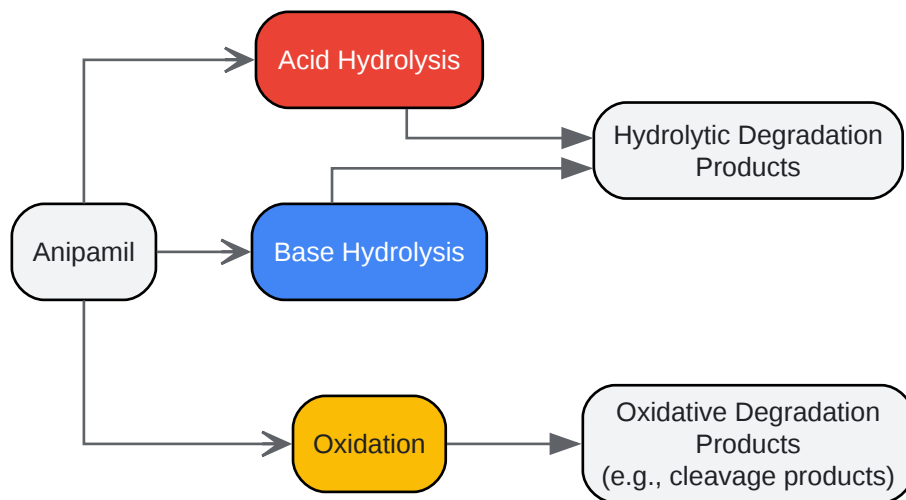 Acid Hydrolysis
Hydrolytic Degradation
Products
Anipamil
Base Hydrolysis
Oxidation
Oxidative Degradation
Products
(e.g., cleavage products)